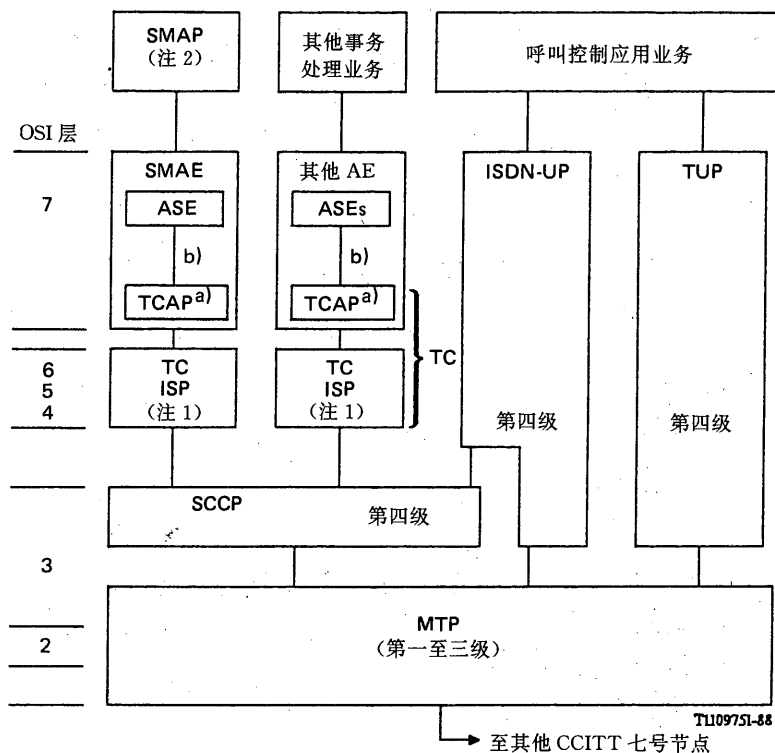 SMAP
（注 2）
其他事务
处理业务
呼叫控制应用业务
OSI 层
7
SMAE
ASE
b)
TCAP a)
其他 AE
ASEs
b)
TCAP a)
ISDN-UP
TUP
6
5
4
TC
ISP
（注 1）
TC
ISP
（注 1）
TC
第四级
第四级
SCCP
第四级
3
2
MTP
（第一至三级）
T1109751-88
至其他 CCITT 七号节点